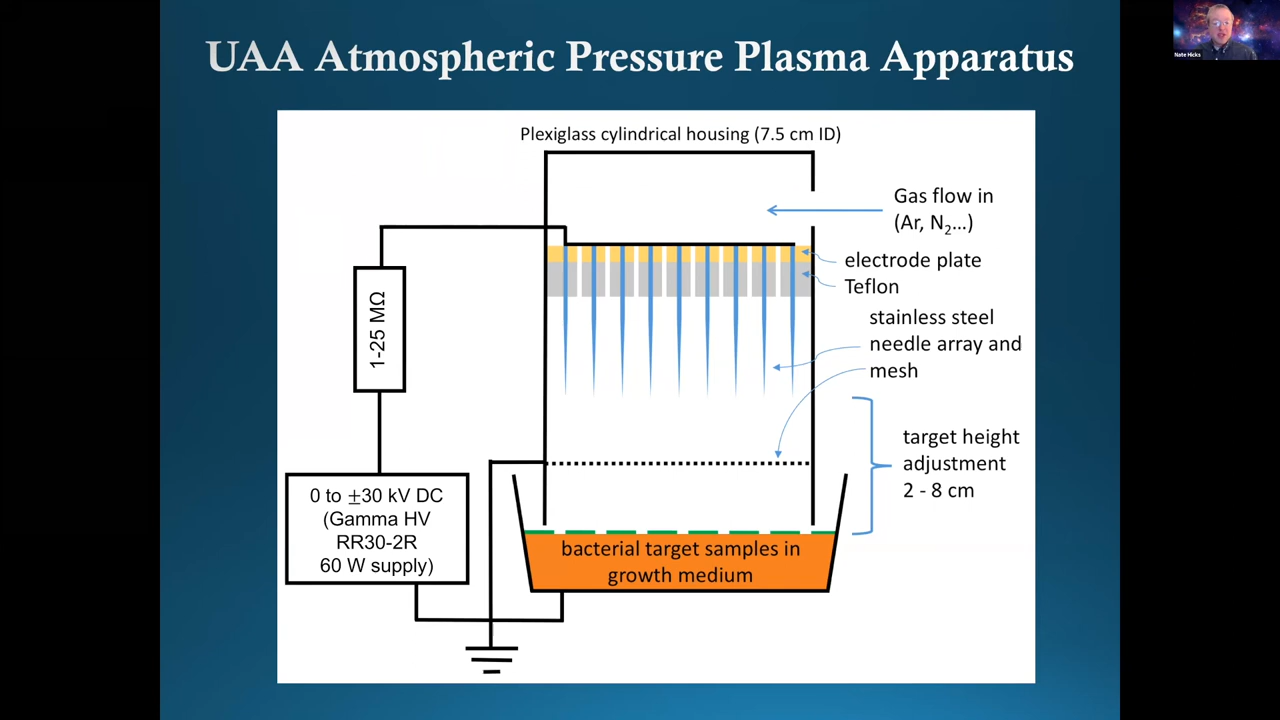 UAA Atmospheric Pressure Plasma Apparatus
Nate Hicks
Plexiglass cylindrical housing (7.5 cm ID)
Gas flow in
(Ar, N₂...)
electrode plate
Teflon
stainless steel
needle array and
mesh
1-25 MΩ
target height
adjustment
2 - 8 cm
0 to ±30 kV DC
(Gamma HV
RR30-2R
60 W supply)
bacterial target samples in
growth medium